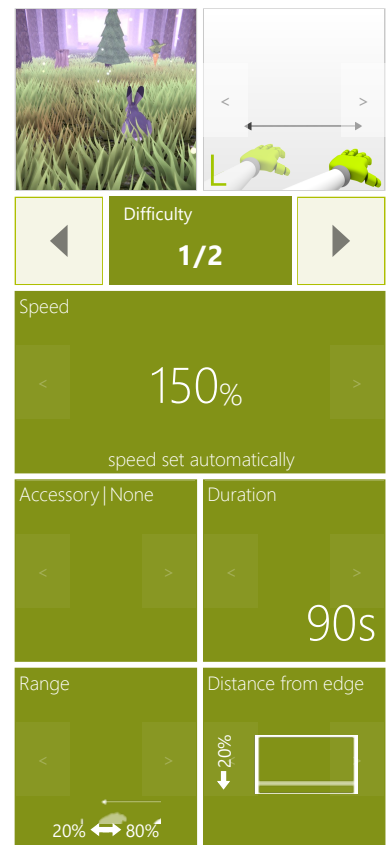 < >
Difficulty
1/2
Speed
< 150% >
speed set automatically
Accessory|None
< >
Duration
< >
90s
Range
< >
20% 80%
Distance from edge
20%
>